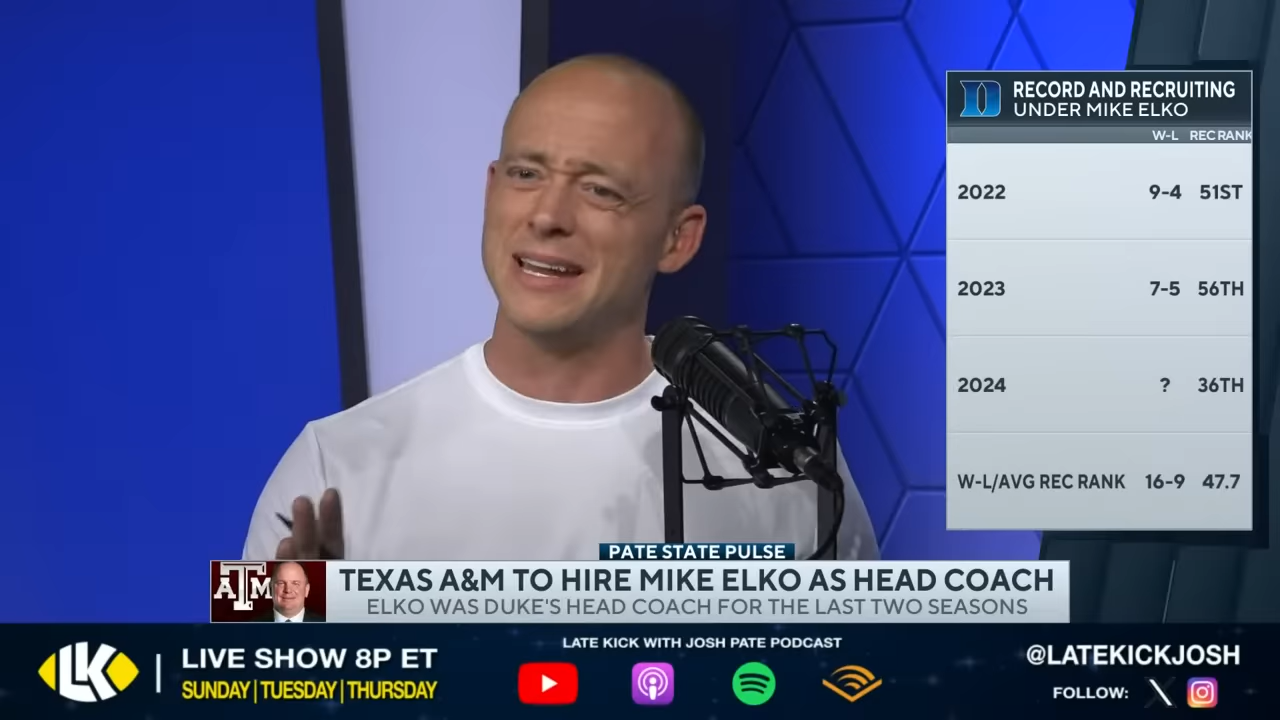 RECORD AND RECRUITING
UNDER MIKE ELKO
W-L REC RANK
2022 9-4 51ST
2023 7-5 56TH
2024 ? 36TH
W-L/AVG REC RANK 16-9 47.7
PATE STATE PULSE
ATM
TEXAS A&M TO HIRE MIKE ELKO AS HEAD COACH
ELKO WAS DUKE'S HEAD COACH FOR THE LAST TWO SEASONS
LK
LIVE SHOW 8P ET
SUNDAY | TUESDAY | THURSDAY
LATE KICK WITH JOSH PATE PODCAST
@LATEKICKJOSH
FOLLOW: